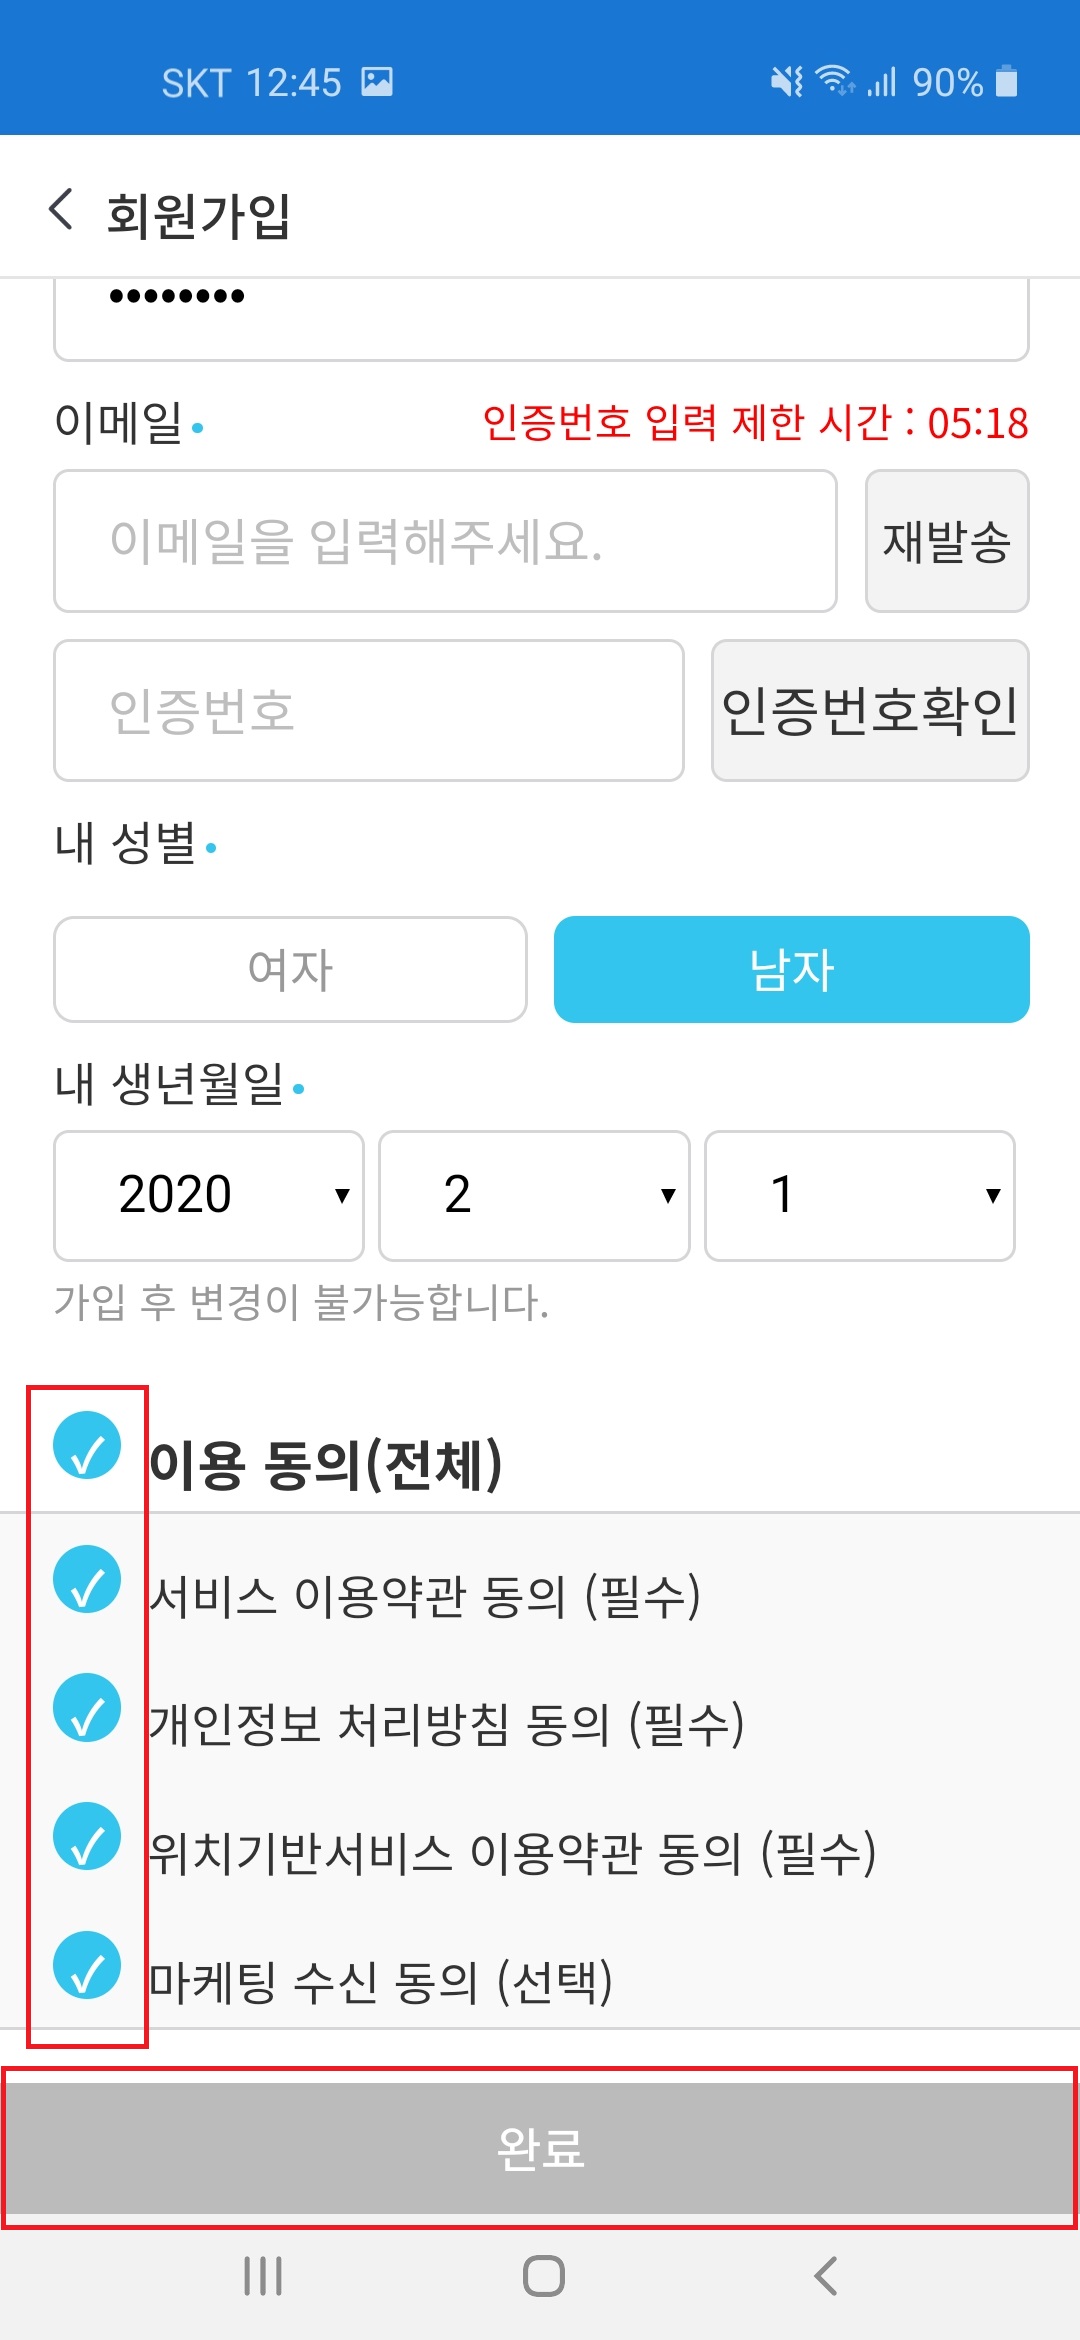 SKT 12:45 90%
회원가입
••••••••
이메일• 인증번호 입력 제한 시간 : 05:18
이메일을 입력해주세요. 재발송
인증번호 인증번호확인
내 성별•
여자 남자
내 생년월일•
2020 2 1
가입 후 변경이 불가능합니다.
이용 동의(전체)
서비스 이용약관 동의 (필수)
개인정보 처리방침 동의 (필수)
위치기반서비스 이용약관 동의 (필수)
마케팅 수신 동의 (선택)
완료